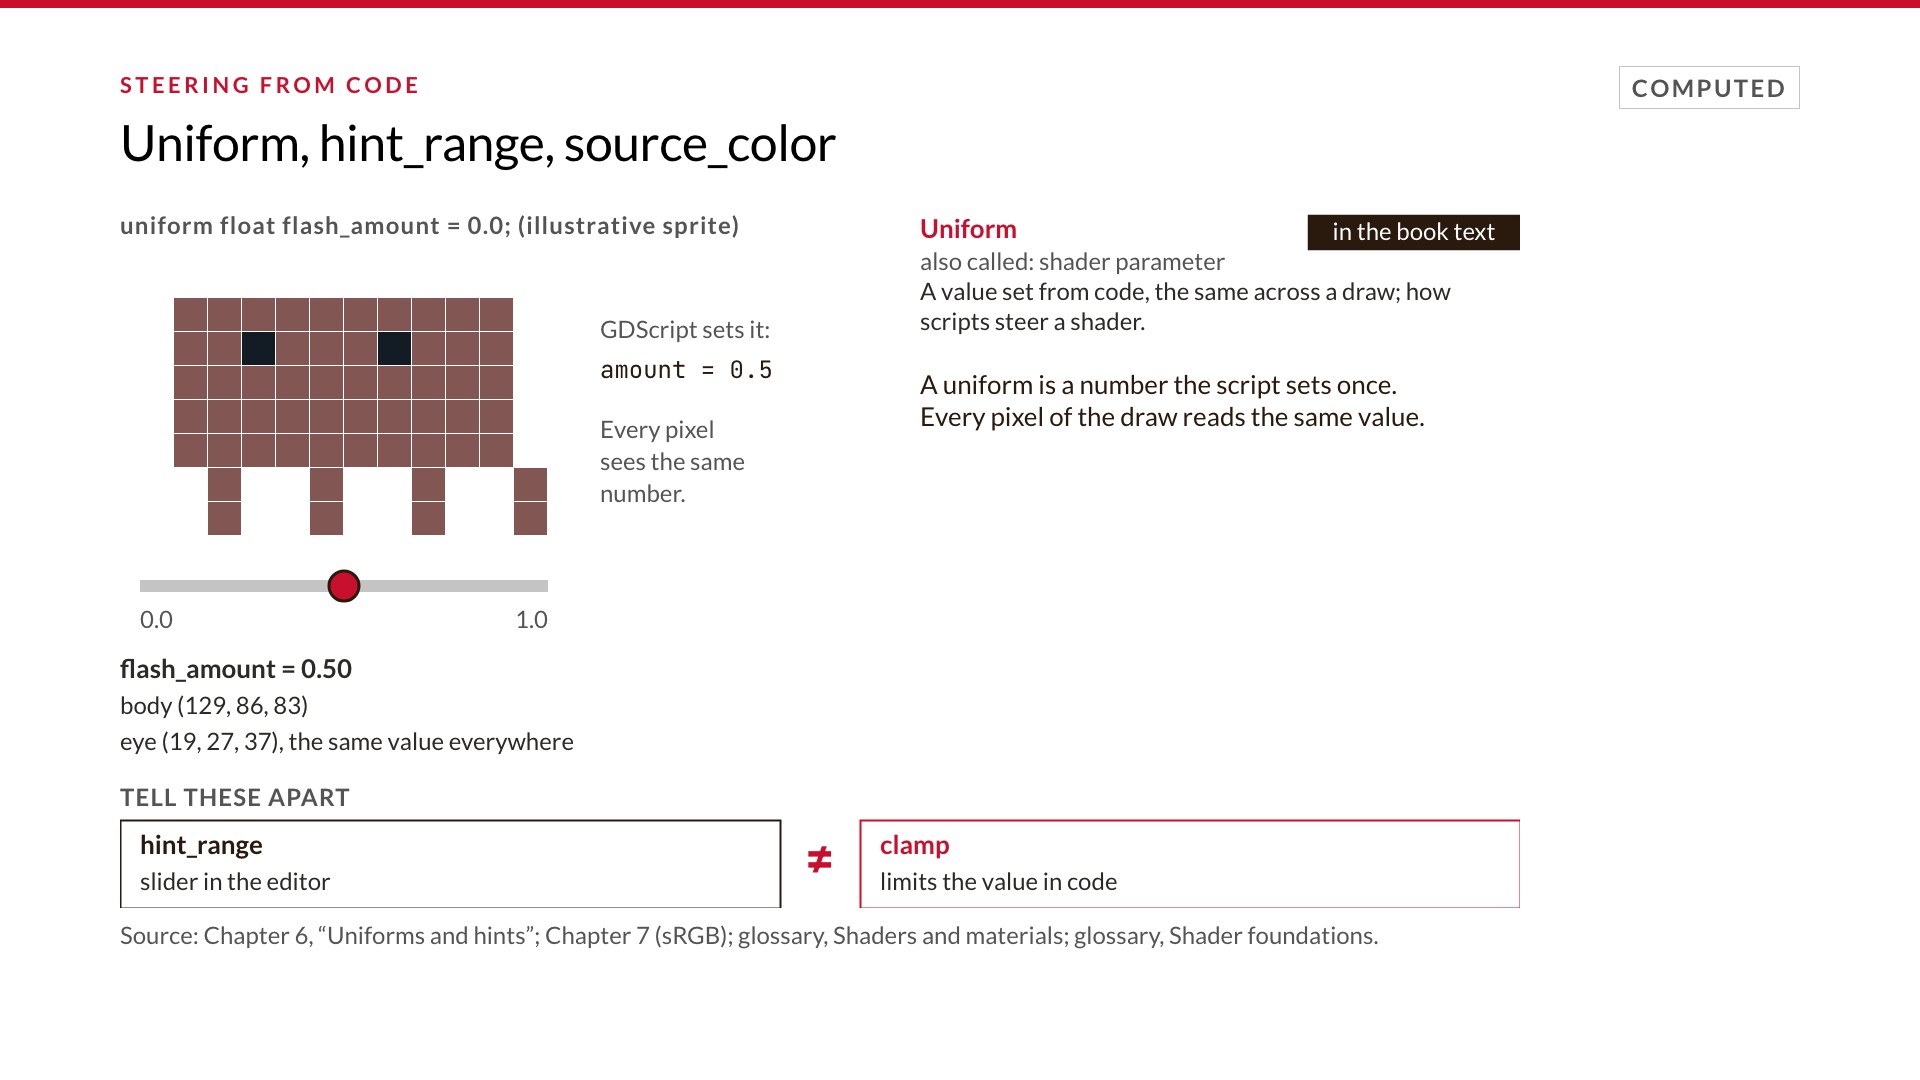 STEERING FROM CODE
COMPUTED
Uniform, hint_range, source_color
uniform float flash_amount = 0.0; (illustrative sprite)
GDScript sets it:
amount = 0.5
Every pixel
sees the same
number.
0.0
1.0
flash_amount = 0.50
body (129, 86, 83)
eye (19, 27, 37), the same value everywhere
Uniform
in the book text
also called: shader parameter
A value set from code, the same across a draw; how
scripts steer a shader.
A uniform is a number the script sets once.
Every pixel of the draw reads the same value.
TELL THESE APART
hint_range
slider in the editor
≠
clamp
limits the value in code
Source: Chapter 6, “Uniforms and hints”; Chapter 7 (sRGB); glossary, Shaders and materials; glossary, Shader foundations.